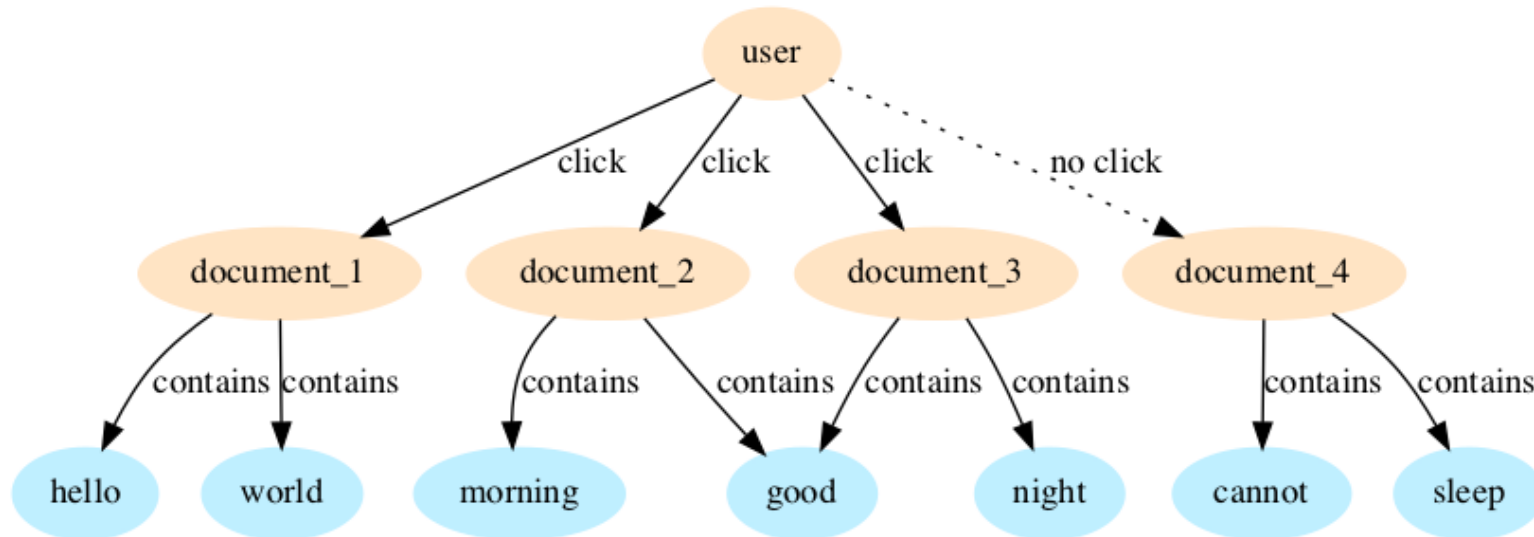 user
click click click no click
document_1 document_2 document_3 document_4
contains contains contains contains contains contains contains contains
hello world morning good night cannot sleep